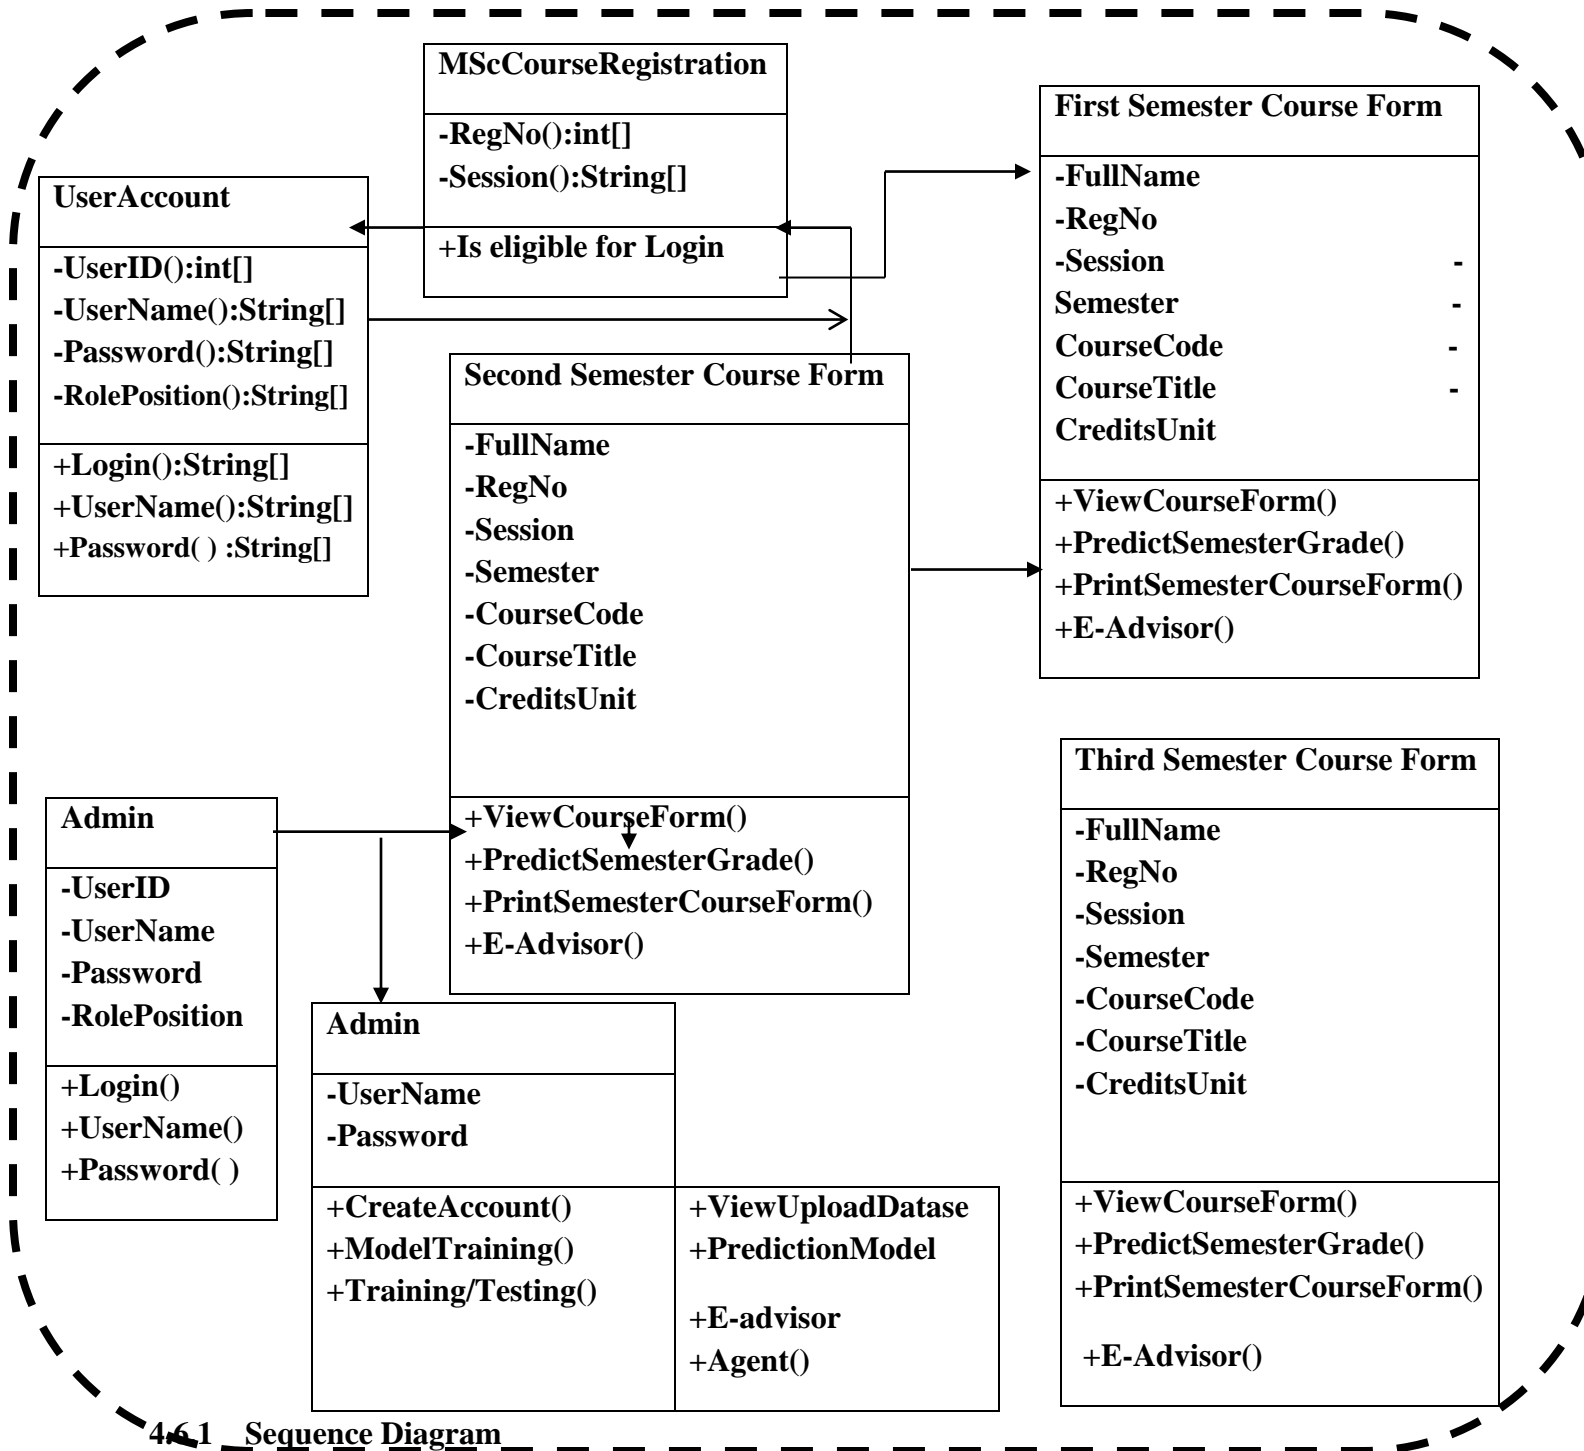 MScCourseRegistration
-RegNo():int[]
-Session():String[]
+Is eligible for Login
First Semester Course Form
-FullName
-RegNo
-Session -
Semester -
CourseCode -
CourseTitle -
CreditsUnit
+ViewCourseForm()
+PredictSemesterGrade()
+PrintSemesterCourseForm()
+E-Advisor()
UserAccount
-UserID():int[]
-UserName():String[]
-Password():String[]
-RolePosition():String[]
+Login():String[]
+UserName():String[]
+Password( ) :String[]
Second Semester Course Form
-FullName
-RegNo
-Session
-Semester
-CourseCode
-CourseTitle
-CreditsUnit
+ViewCourseForm()
+PredictSemesterGrade()
+PrintSemesterCourseForm()
+E-Advisor()
Third Semester Course Form
-FullName
-RegNo
-Session
-Semester
-CourseCode
-CourseTitle
-CreditsUnit
+ViewCourseForm()
+PredictSemesterGrade()
+PrintSemesterCourseForm()
+E-Advisor()
Admin
-UserID
-UserName
-Password
-RolePosition
+Login()
+UserName()
+Password( )
Admin
-UserName
-Password
+CreateAccount()
+ModelTraining()
+Training/Testing()
+ViewUploadDatase
+PredictionModel
+E-advisor
+Agent()
4.6.1 Sequence Diagram